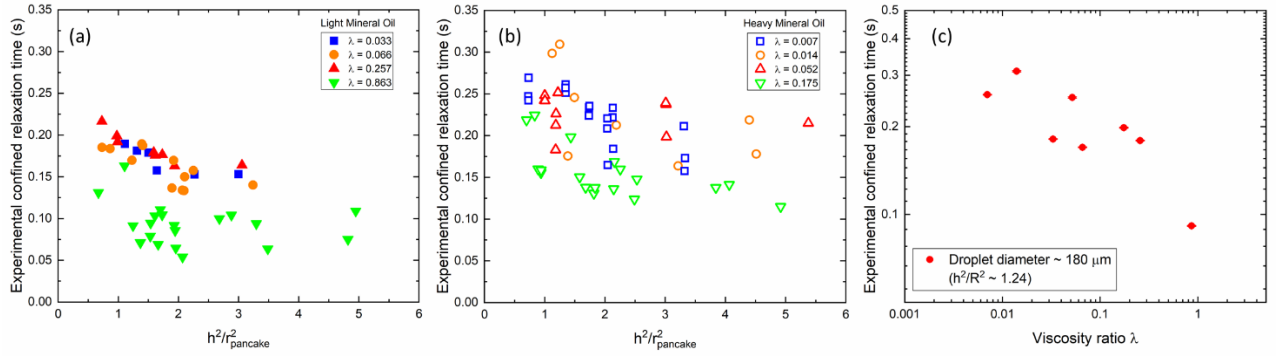 (a)
Light Mineral Oil
λ = 0.033
λ = 0.066
λ = 0.257
λ = 0.863
Experimental confined relaxation time (s)
0.35
0.30
0.25
0.20
0.15
0.10
0.05
0.00
0 1 2 3 4 5 6
h²/r²pancake
(b)
Heavy Mineral Oil
λ = 0.007
λ = 0.014
λ = 0.052
λ = 0.175
Experimental confined relaxation time (s)
0.35
0.30
0.25
0.20
0.15
0.10
0.05
0.00
0 1 2 3 4 5 6
h²/r²pancake
(c)
Experimental confined relaxation time (s)
0.5
0.4
0.3
0.2
0.1
Droplet diameter ~ 180 μm
(h²/R² ~ 1.24)
0.001 0.01 0.1 1
Viscosity ratio λ